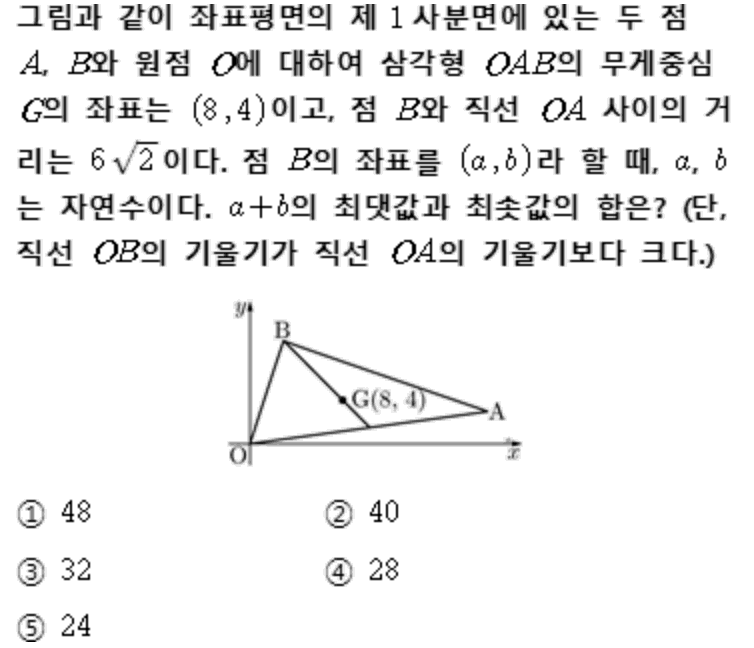 그림과 같이 좌표평면의 제 1 사분면에 있는 두 점
A, B와 원점 O에 대하여 삼각형 OAB의 무게중심
G의 좌표는 (8, 4)이고, 점 B와 직선 OA 사이의 거
리는 6√2이다. 점 B의 좌표를 (a, b)라 할 때, a, b
는 자연수이다. a+b의 최댓값과 최솟값의 합은? (단,
직선 OB의 기울기가 직선 OA의 기울기보다 크다.)
y
B
G(8, 4)
A
O
x
① 48
② 40
③ 32
④ 28
⑤ 24